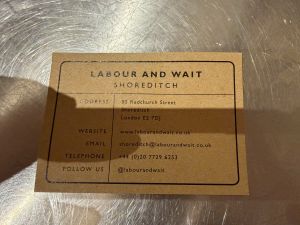 LABOUR AND WAIT
SHOREDITCH
ADDRESS 85 Redchurch Street
Shoreditch
London E2 7DJ
WEBSITE www.labourandwait.co.uk
EMAIL shoreditch@labourandwait.co.uk
TELEPHONE +44 (0)20 7729 6253
FOLLOW US @labourandwait